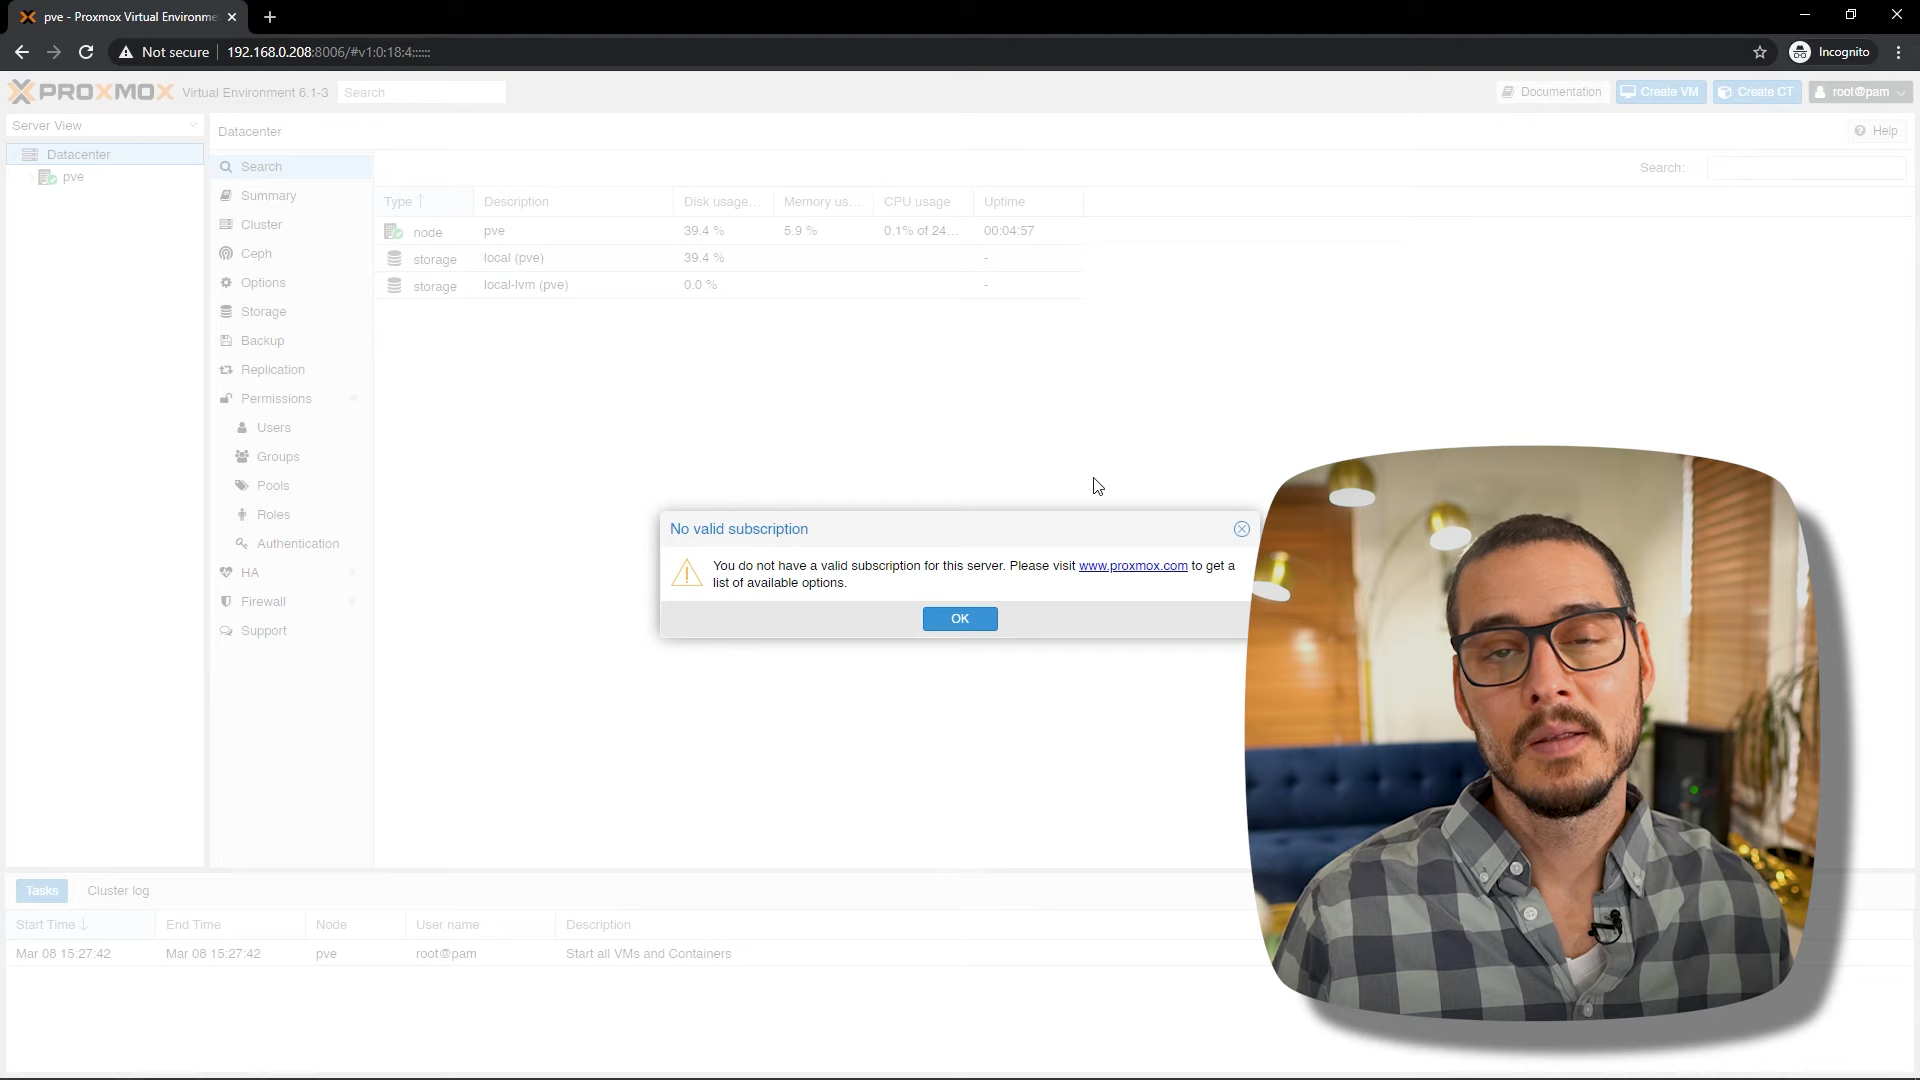 pve - Proxmox Virtual Environme
Not secure 192.168.0.208:8006/#v1:0:18:4::::::
Incognito
PROXMOX Virtual Environment 6.1-3 Search
Documentation Create VM Create CT root@pam
Server View
Datacenter
pve
Datacenter
Help
Search
Summary
Cluster
Ceph
Options
Storage
Backup
Replication
Permissions
Users
Groups
Pools
Roles
Authentication
HA
Firewall
Support
Search:
Type Description Disk usage... Memory us... CPU usage Uptime
node pve 39.4 % 5.9 % 0.1% of 24... 00:04:57
storage local (pve) 39.4 % -
storage local-lvm (pve) 0.0 % -
No valid subscription
You do not have a valid subscription for this server. Please visit www.proxmox.com to get a
list of available options.
OK
Tasks Cluster log
Start Time End Time Node User name Description
Mar 08 15:27:42 Mar 08 15:27:42 pve root@pam Start all VMs and Containers